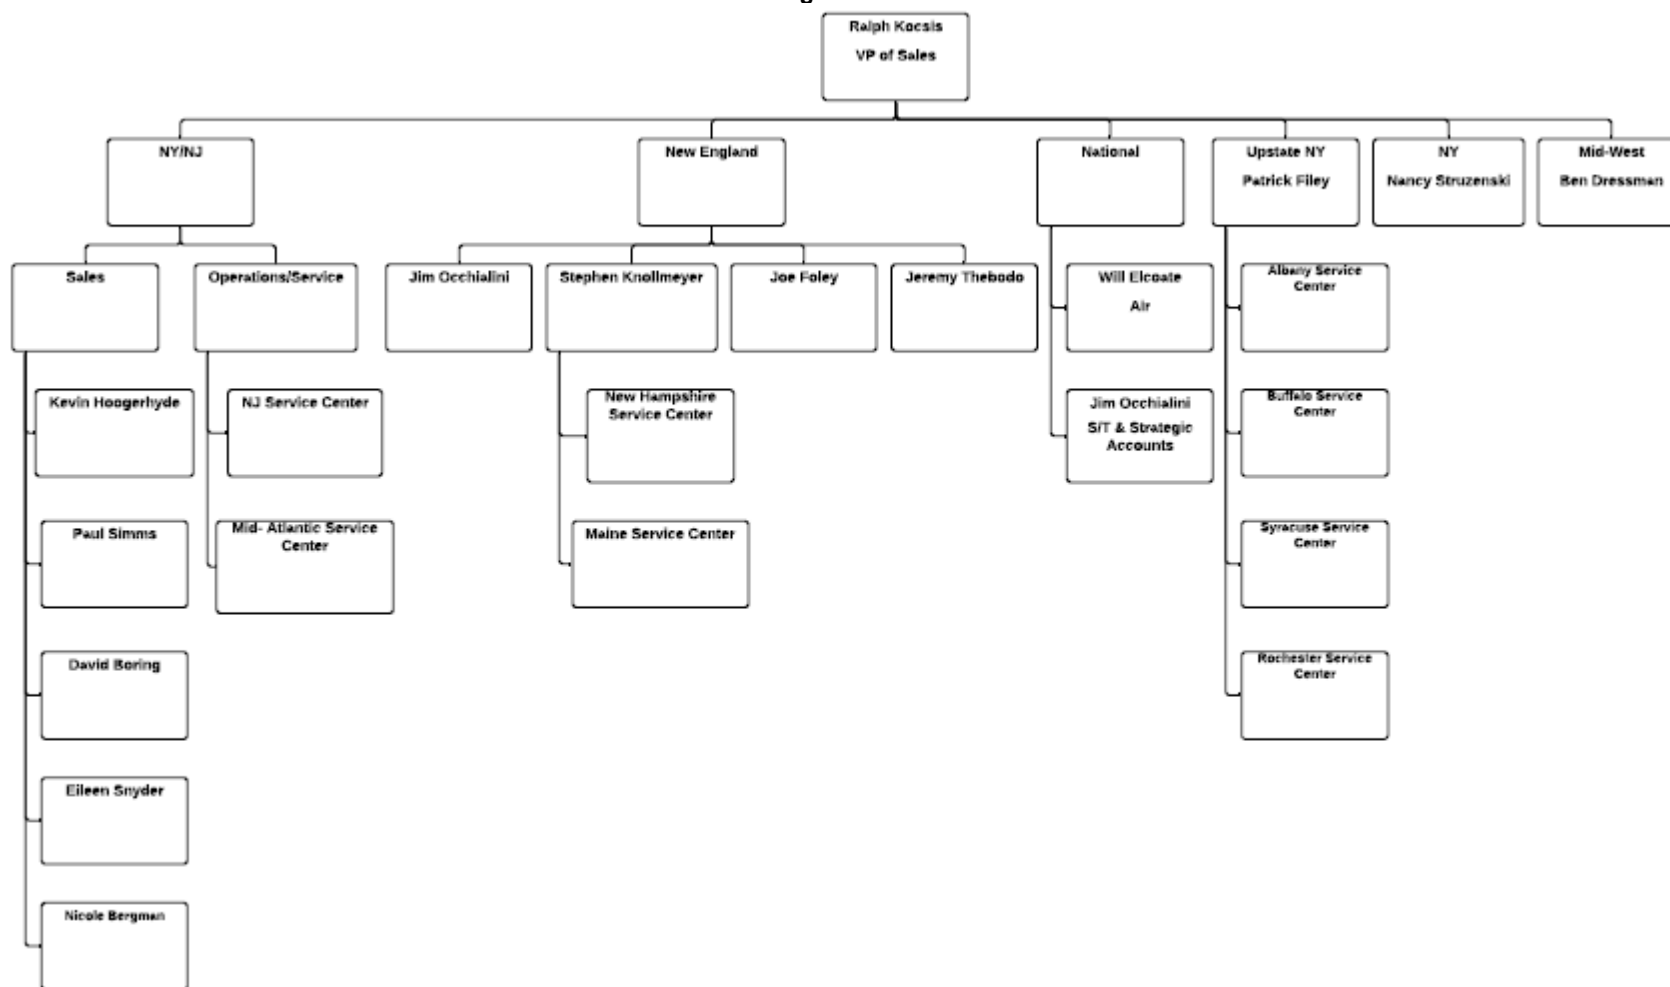 Ralph Kocsis
VP of Sales
NY/NJ
New England
National
Upstate NY
Patrick Filey
NY
Nancy Struzenski
Mid-West
Ben Dressman
Sales
Operations/Service
Jim Occhialini
Stephen Knollmeyer
Joe Foley
Jeremy Thebodo
Will Elcoate
Air
Albany Service
Center
Kevin Hoogerhyde
NJ Service Center
New Hampshire
Service Center
Jim Occhialini
S/T & Strategic
Accounts
Buffalo Service
Center
Paul Simms
Mid- Atlantic Service
Center
Maine Service Center
Syracuse Service
Center
David Boring
Rochester Service
Center
Eileen Snyder
Nicole Bergman